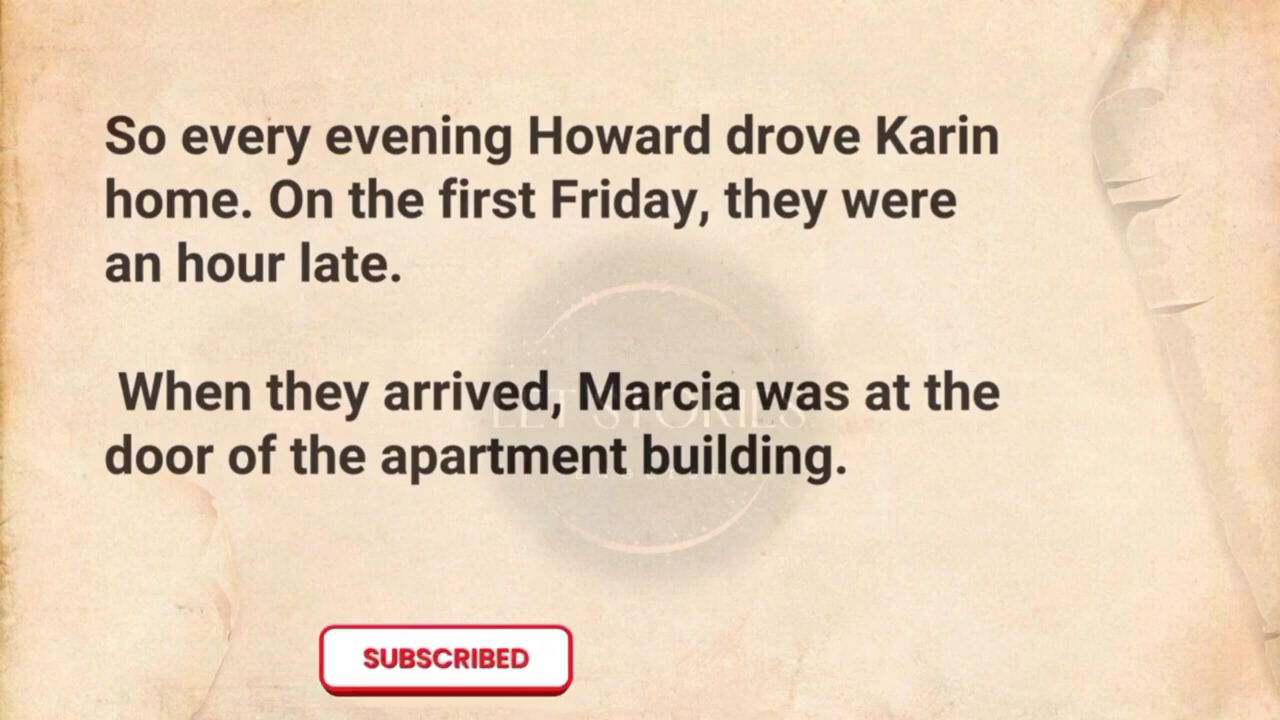 So every evening Howard drove Karin
home. On the first Friday, they were
an hour late.
When they arrived, Marcia was at the
door of the apartment building.
SUBSCRIBED